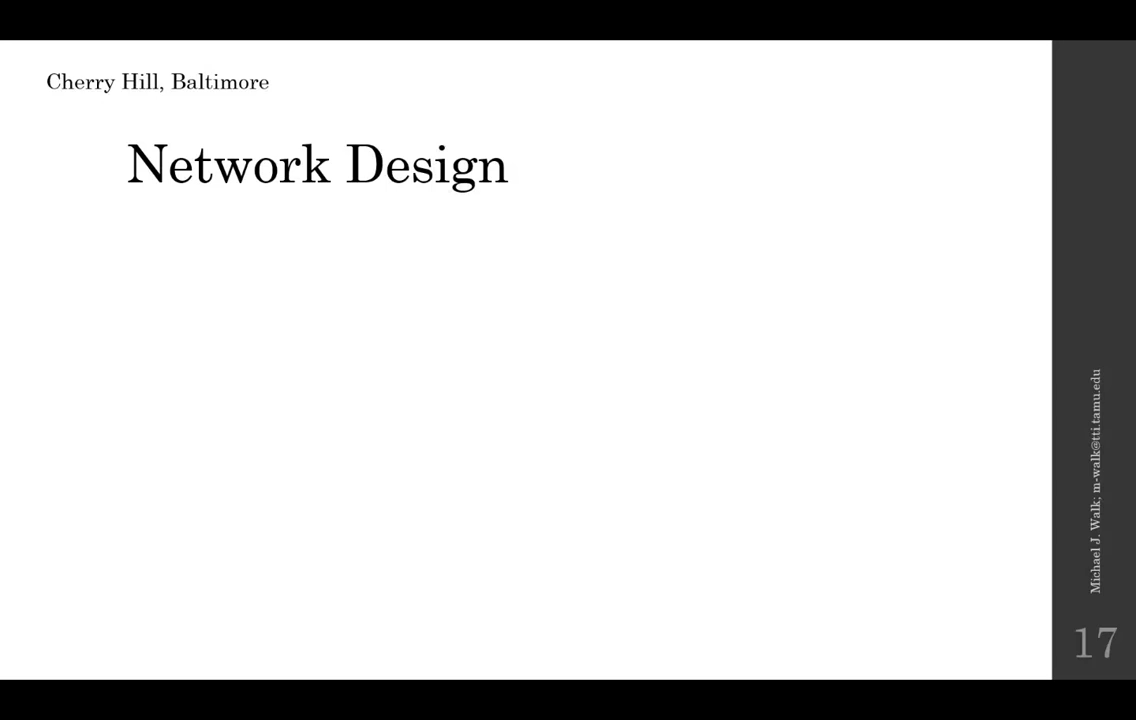 Cherry Hill, Baltimore
Network Design
Michael J. Walk; m-walk@tti.tamu.edu
17